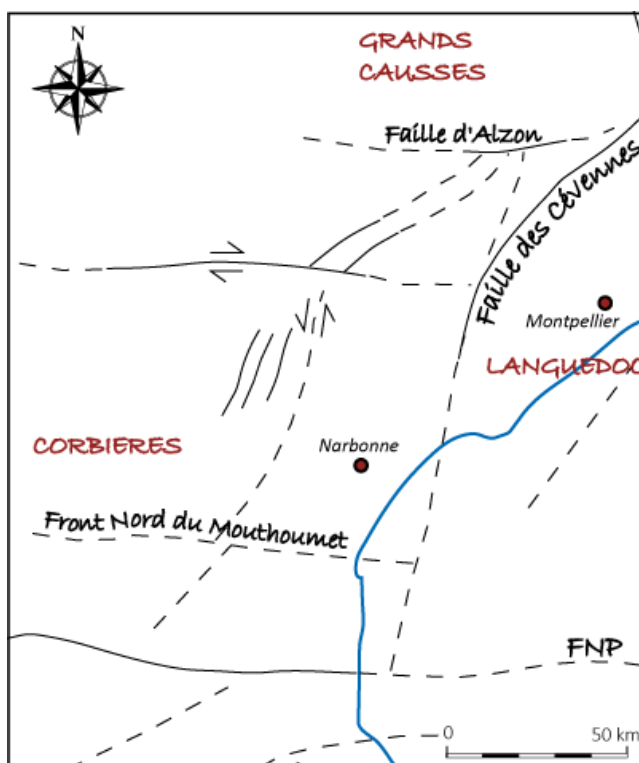 N
GRANDS
CAUSSES
Faille d'Alzon
Faille des Cévennes
Montpellier
LANGUEDOC
CORBIERES
Narbonne
Front Nord du Mouthoumet
FNP
0 50 km